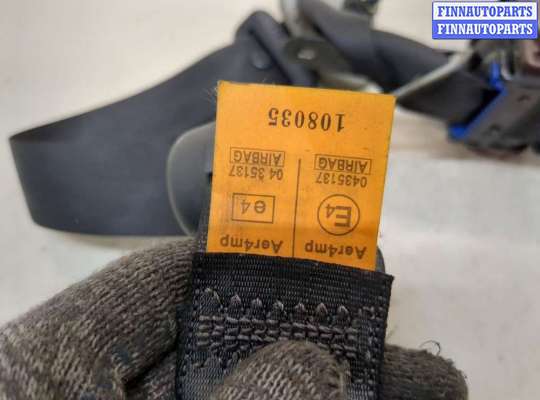 FINNAUTOPARTS
FINNAUTOPARTS
Aer4mp
E4
0435137
AIRBAG
Aer4mp
e4
04 35137
AIRBAG
108035